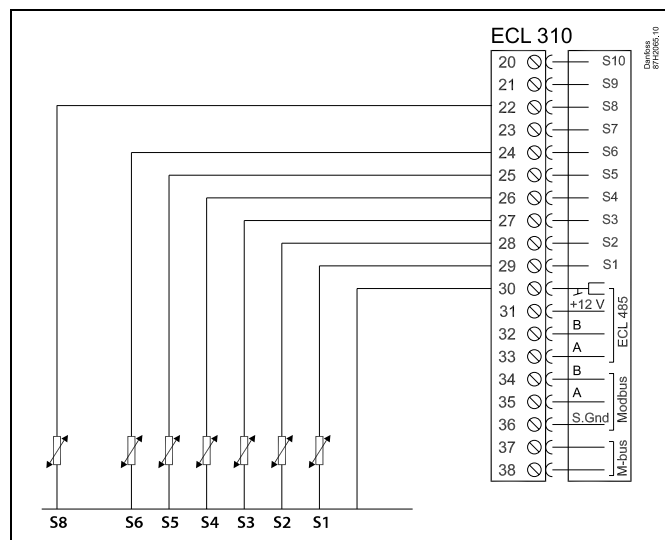 ECL 310
Danfoss
87H2065.10
20 S10
21 S9
22 S8
23 S7
24 S6
25 S5
26 S4
27 S3
28 S2
29 S1
30
+12 V
31
32 B
33 A
ECL 485
34 B
35 A
36 S.Gnd
Modbus
37
38
M-bus
S8 S6 S5 S4 S3 S2 S1